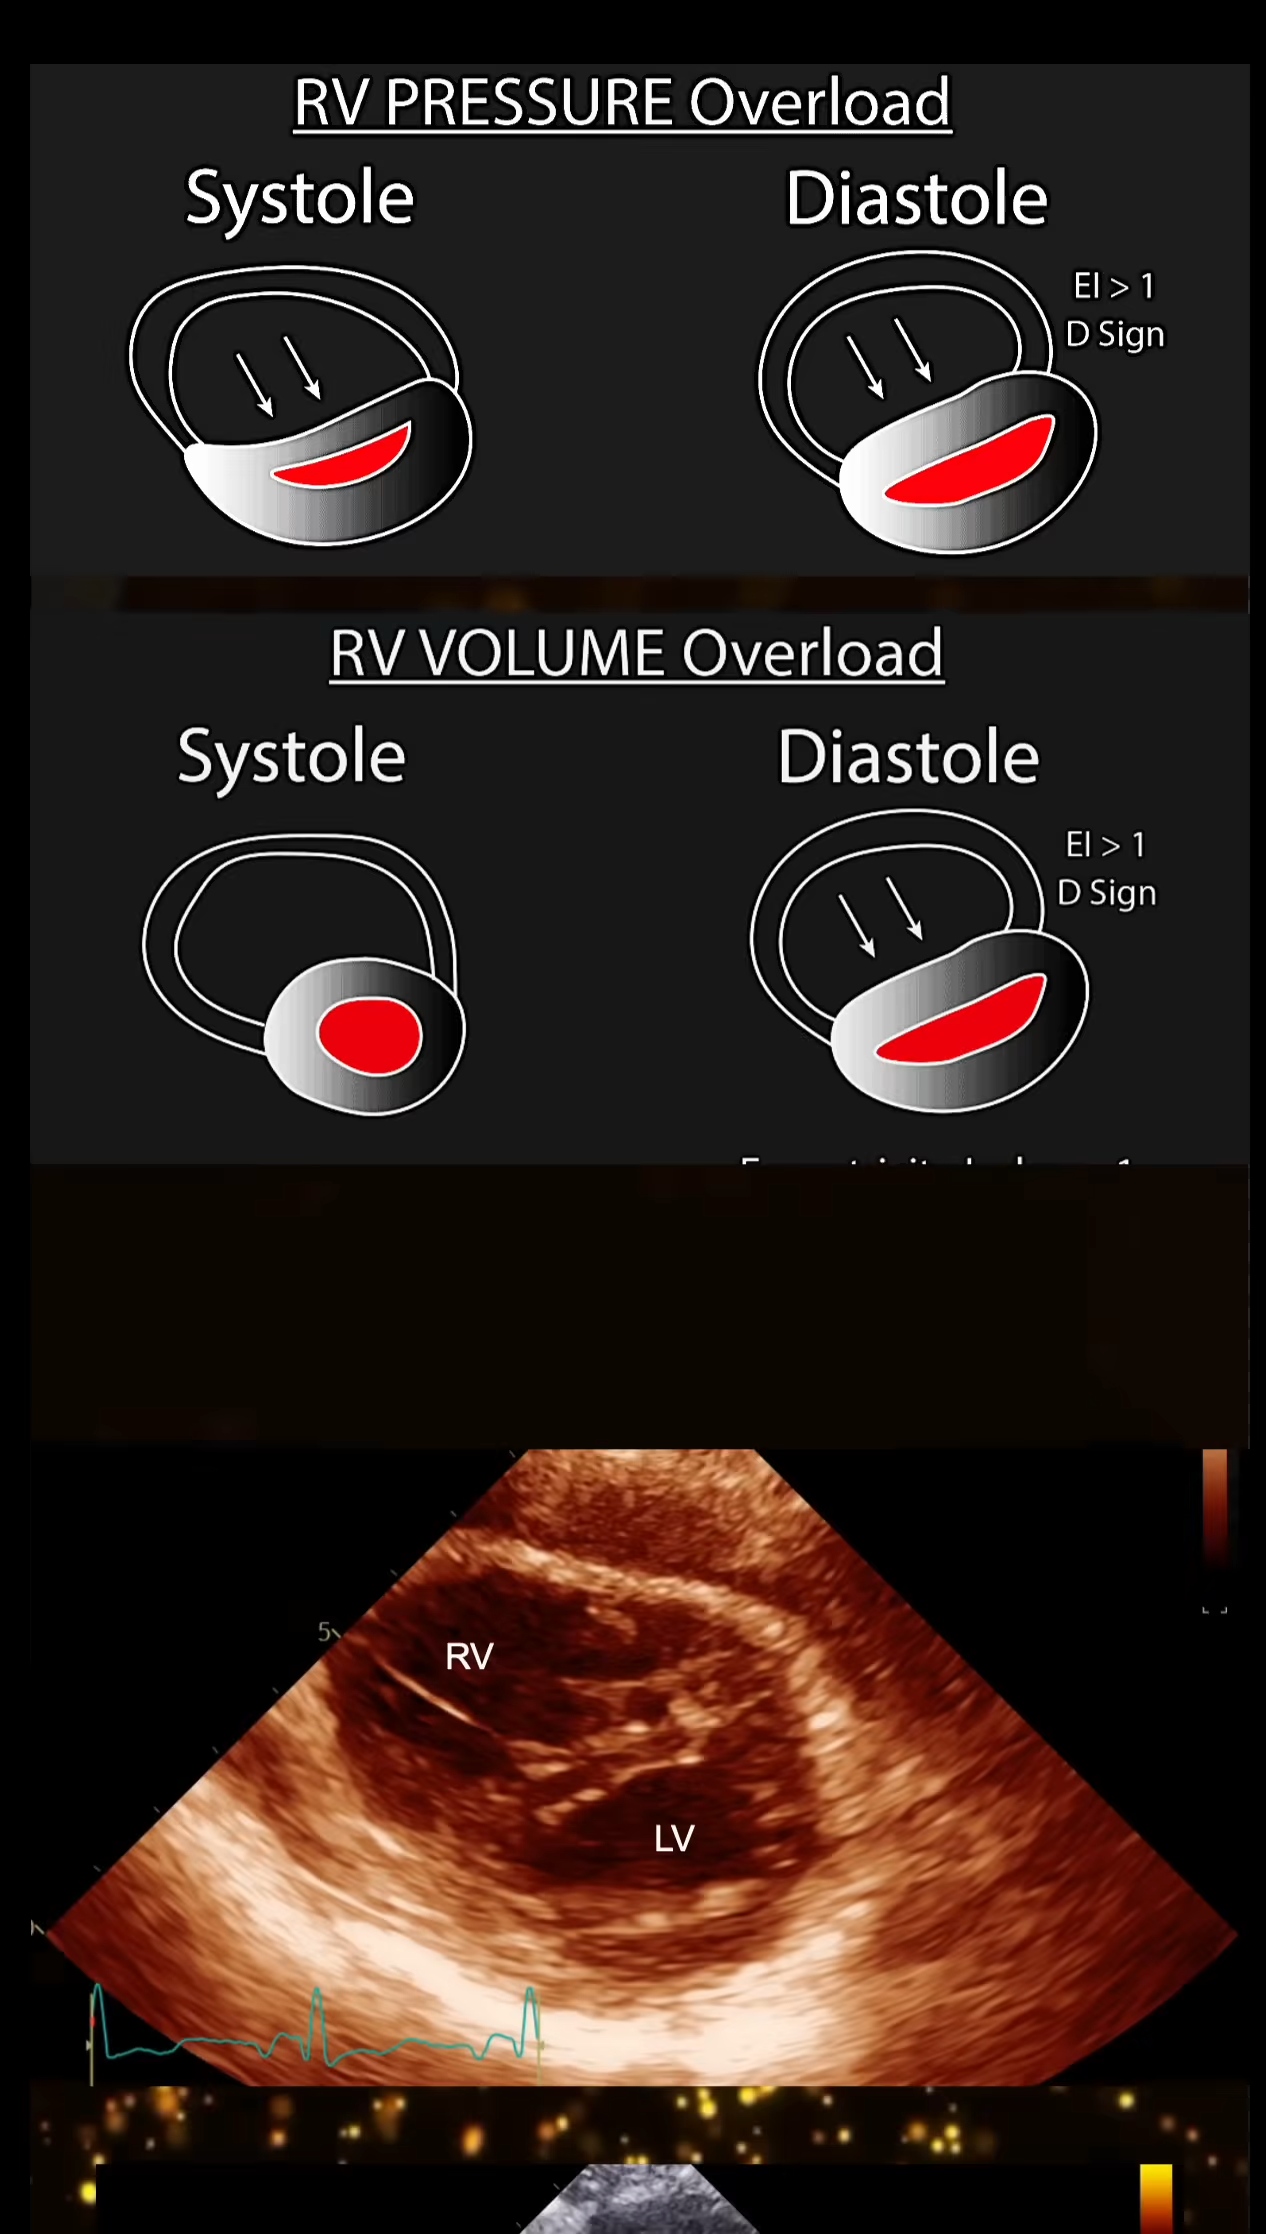 RV PRESSURE Overload
Systole
Diastole
EI > 1
D Sign
RV VOLUME Overload
Systole
Diastole
EI > 1
D Sign
5
RV
LV